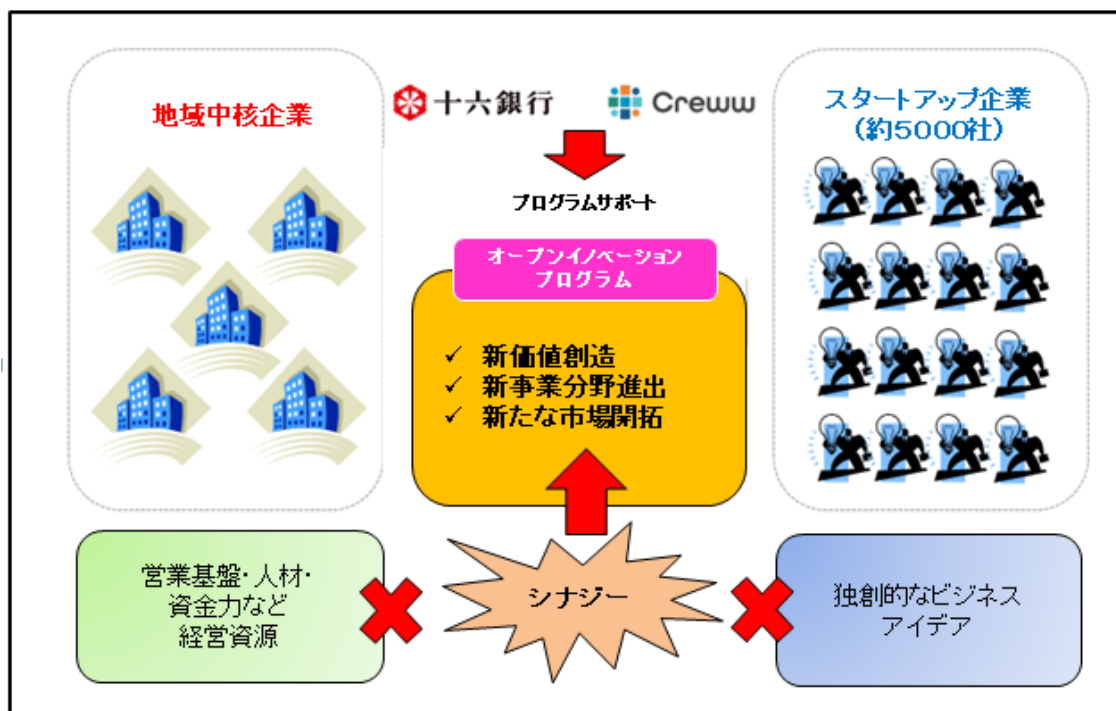 地域中核企業
十六銀行
Creww
スタートアップ企業
(約5000社)
プログラムサポート
オープンイノベーション
プログラム
✓ 新価値創造
✓ 新事業分野進出
✓ 新たな市場開拓
営業基盤・人材・
資金力など
経営資源
シナジー
独創的なビジネス
アイデア